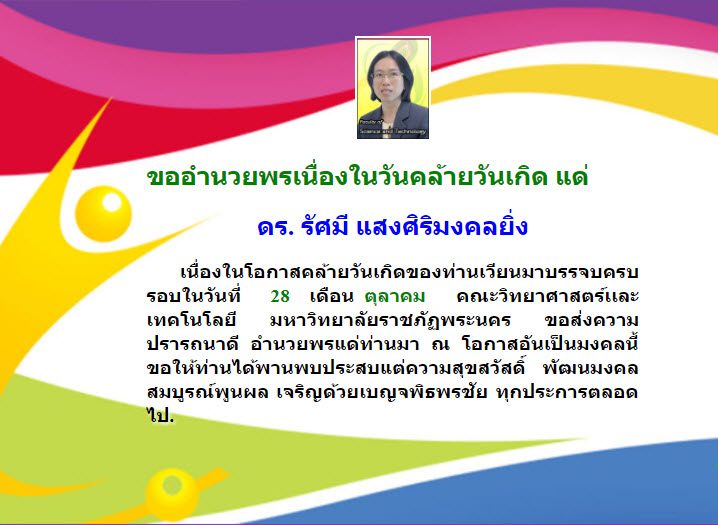 Faculty of
Science and Technology
ขออำนวยพรเนื่องในวันคล้ายวันเกิด แด่
ดร. รัศมี แสงศิริมงคลยิ่ง
เนื่องในโอกาสคล้ายวันเกิดของท่านเวียนมาบรรจบครบ
รอบในวันที่ 28 เดือน ตุลาคม คณะวิทยาศาสตร์และ
เทคโนโลยี มหาวิทยาลัยราชภัฏพระนคร ขอส่งความ
ปรารถนาดี อำนวยพรแด่ท่านมา ณ โอกาสอันเป็นมงคลนี้
ขอให้ท่านได้พานพบประสบแต่ความสุขสวัสดิ์ พัฒนมงคล
สมบูรณ์พูนผล เจริญด้วยเบญจพิธพรชัย ทุกประการตลอด
ไป.